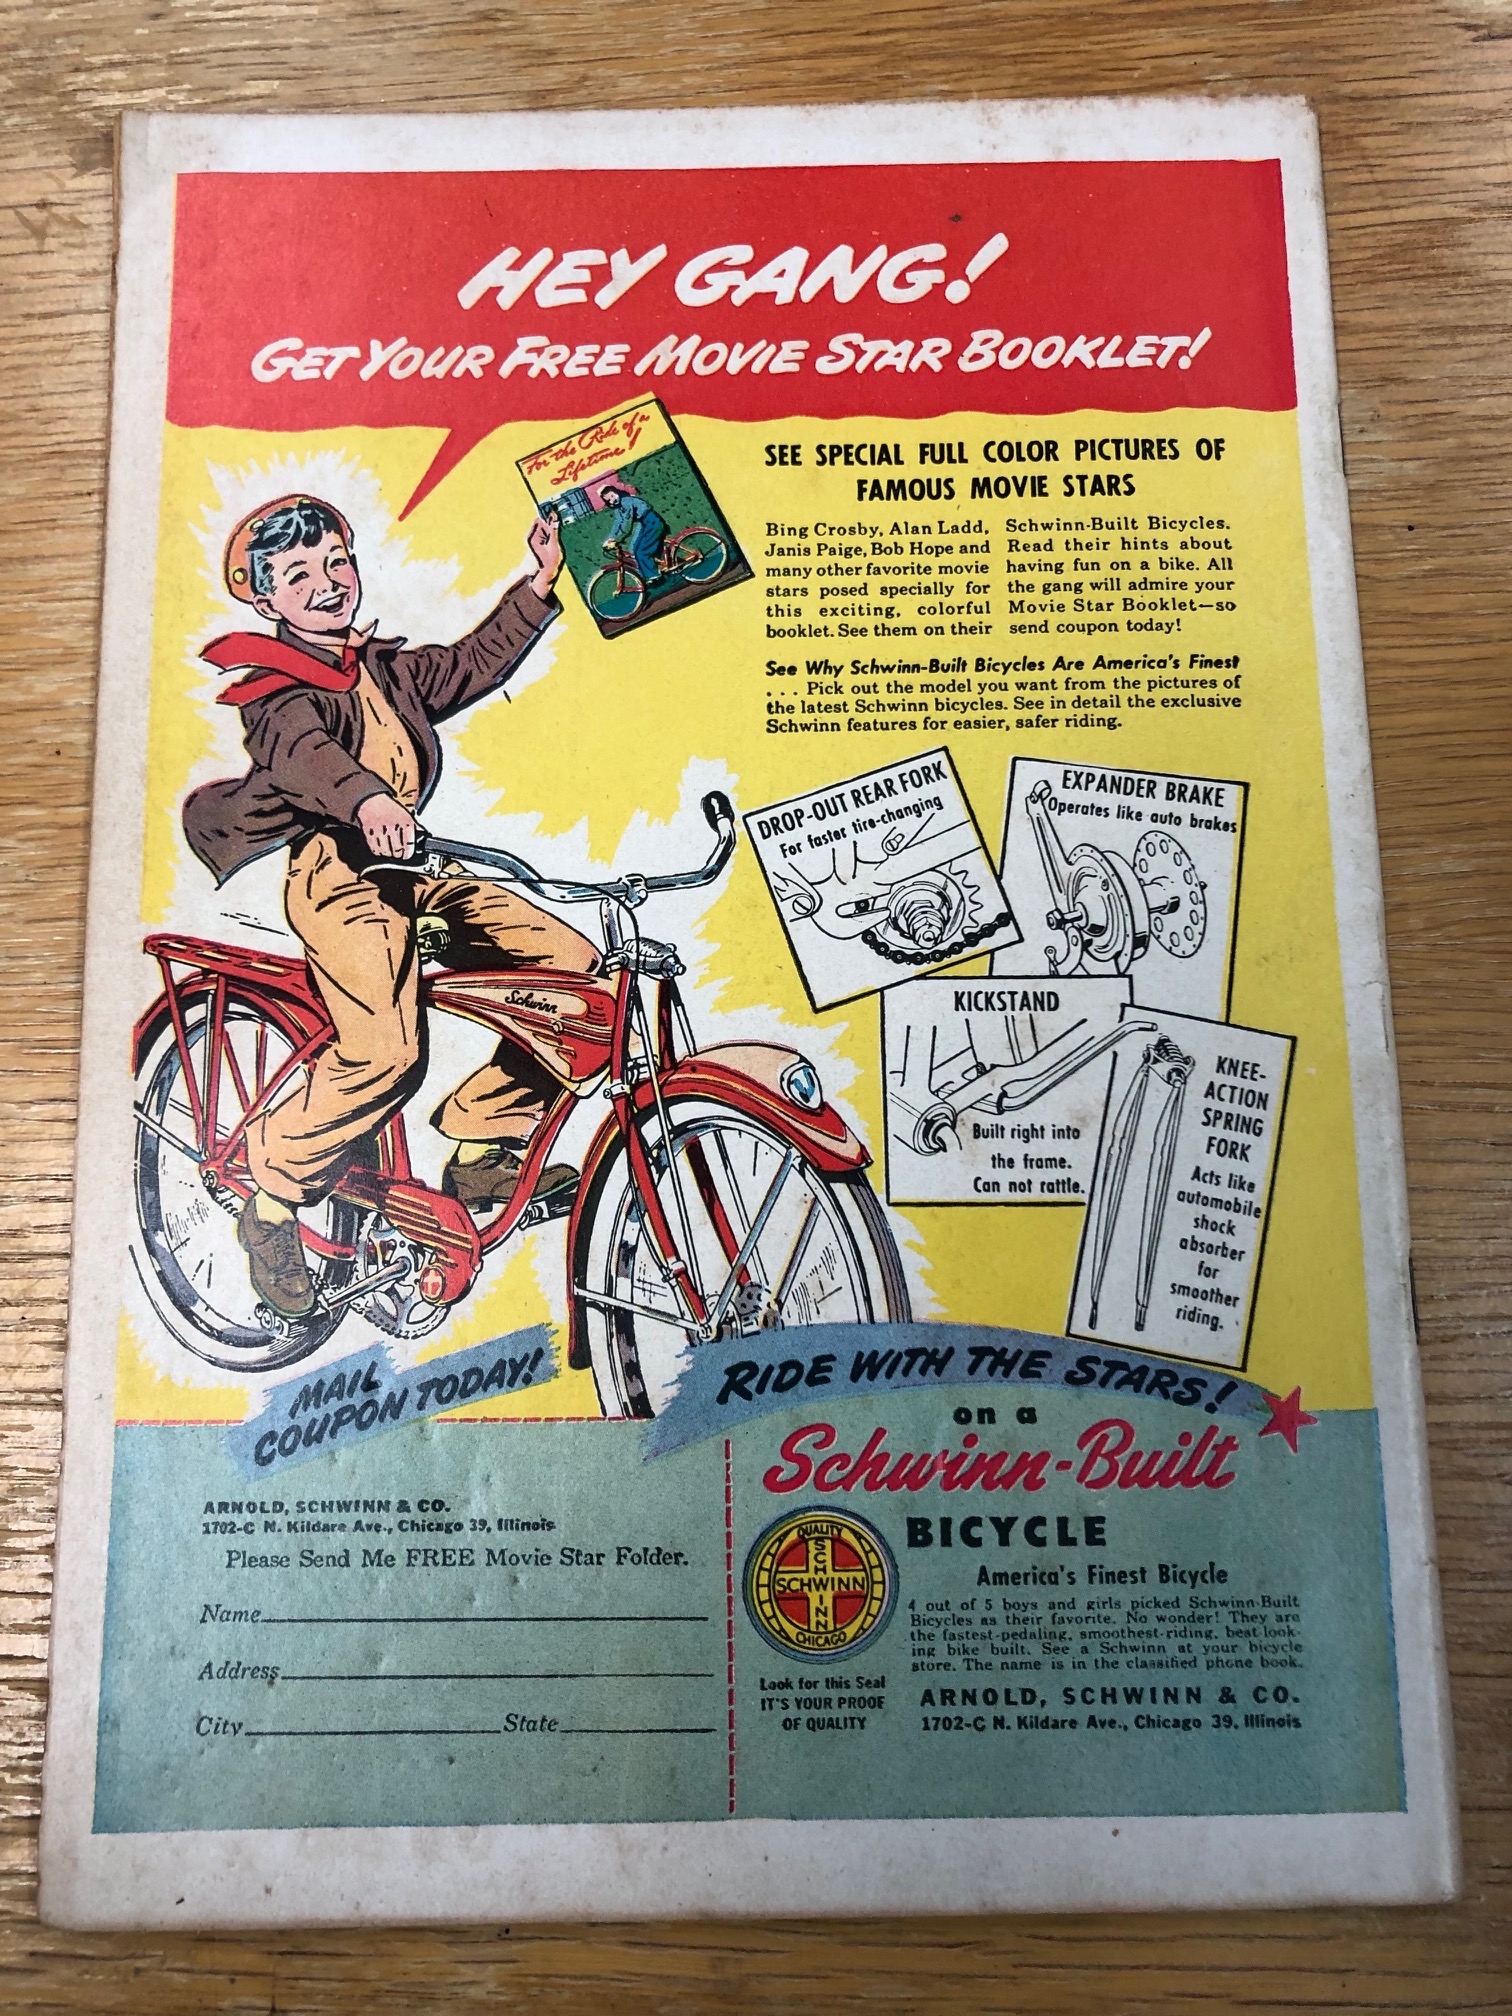 HEY GANG!
GET YOUR FREE MOVIE STAR BOOKLET!
For the Ride of a
Lifetime!
SEE SPECIAL FULL COLOR PICTURES OF
FAMOUS MOVIE STARS
Bing Crosby, Alan Ladd,
Janis Paige, Bob Hope and
many other favorite movie
stars posed specially for
this exciting, colorful
booklet. See them on their
Schwinn-Built Bicycles.
Read their hints about
having fun on a bike. All
the gang will admire your
Movie Star Booklet—so
send coupon today!
See Why Schwinn-Built Bicycles Are America's Finest
. . . Pick out the model you want from the pictures of
the latest Schwinn bicycles. See in detail the exclusive
Schwinn features for easier, safer riding.
DROP-OUT REAR FORK
For faster tire-changing
EXPANDER BRAKE
Operates like auto brakes
KICKSTAND
Built right into
the frame.
Can not rattle.
KNEE-
ACTION
SPRING
FORK
Acts like
automobile
shock
absorber
for
smoother
riding.
Schwinn
MAIL
COUPON TODAY!
ARNOLD, SCHWINN & CO.
1702-C N. Kildare Ave., Chicago 39, Illinois
Please Send Me FREE Movie Star Folder.
Name
Address
City State
RIDE WITH THE STARS!
on a
Schwinn-Built
BICYCLE
QUALITY
SCHWINN
SCHWINN
CHICAGO
Look for this Seal
IT'S YOUR PROOF
OF QUALITY
America's Finest Bicycle
4 out of 5 boys and girls picked Schwinn-Built
Bicycles as their favorite. No wonder! They are
the fastest-pedaling, smoothest-riding, best-look-
ing bike built. See a Schwinn at your bicycle
store. The name is in the classified phone book.
ARNOLD, SCHWINN & CO.
1702-C N. Kildare Ave., Chicago 39, Illinois